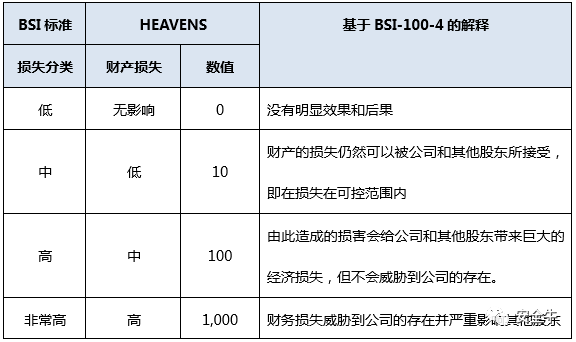 BSI 标准 HEAVENS 基于 BSI-100-4 的解释
损失分类 财产损失 数值
低 无影响 0 没有明显效果和后果
中 低 10 财产的损失仍然可以被公司和其他股东所接受，
即在损失在可控范围内
高 中 100 由此造成的损害会给公司和其他股东带来巨大的
经济损失，但不会威胁到公司的存在。
非常高 高 1,000 财务损失威胁到公司的存在并严重影响其他股东
安全牛